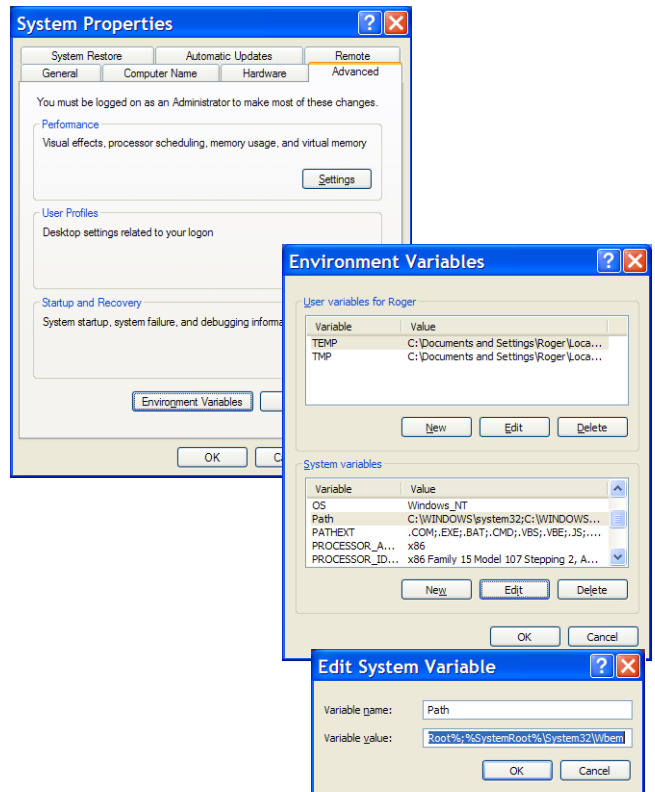 System Properties
System Restore Automatic Updates Remote
General Computer Name Hardware Advanced
You must be logged on as an Administrator to make most of these changes.
Performance
Visual effects, processor scheduling, memory usage, and virtual memory
Settings
User Profiles
Desktop settings related to your logon
Startup and Recovery
System startup, system failure, and debugging informa
Environment Variables
OK Ca
Environment Variables
User variables for Roger
Variable Value
TEMP C:\Documents and Settings\Roger\Loca...
TMP C:\Documents and Settings\Roger\Loca...
New Edit Delete
System variables
Variable Value
OS Windows_NT
Path C:\WINDOWS\system32;C:\WINDOWS...
PATHEXT .COM;.EXE;.BAT;.CMD;.VBS;.VBE;.JS;....
PROCESSOR_A... x86
PROCESSOR_ID... x86 Family 15 Model 107 Stepping 2, A...
New Edit Delete
OK Cancel
Edit System Variable
Variable name: Path
Variable value: Root%;%SystemRoot%\System32\Wbem
OK Cancel